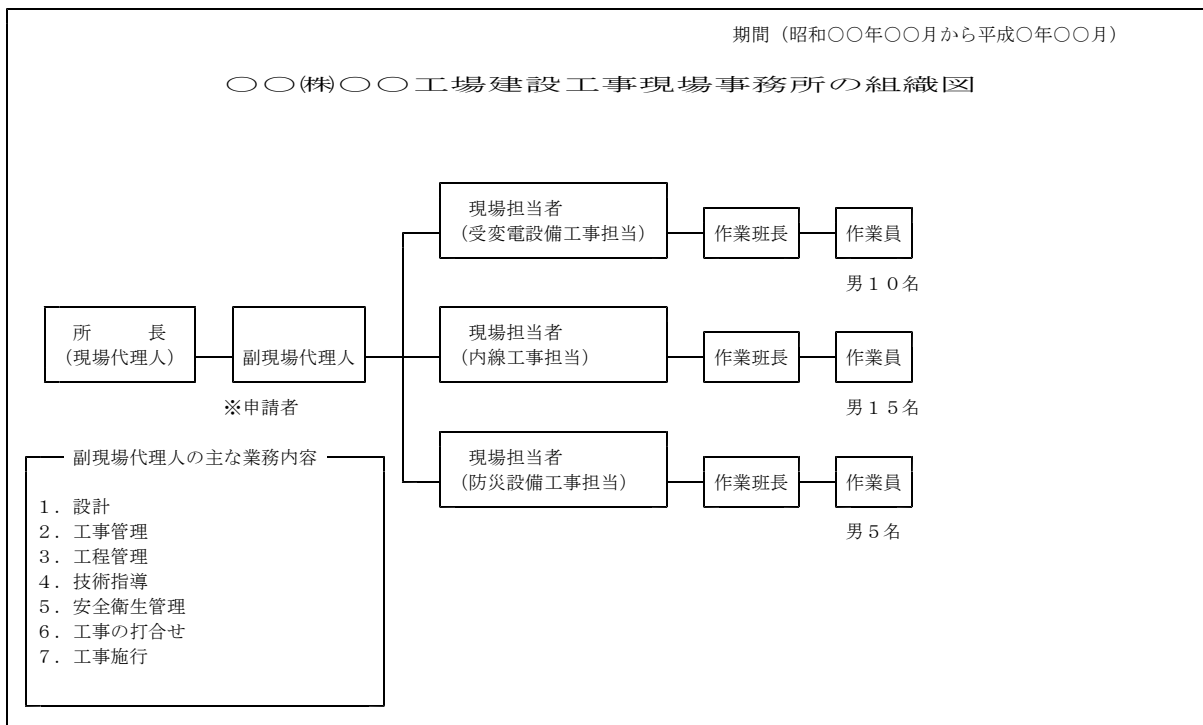 期間（昭和○○年○○月から平成○年○○月）
○○㈱○○工場建設工事現場事務所の組織図
現場担当者
(受変電設備工事担当)
作業班長
作業員
男１０名
所　　長
(現場代理人)
副現場代理人
※申請者
現場担当者
(内線工事担当)
作業班長
作業員
男１５名
現場担当者
(防災設備工事担当)
作業班長
作業員
男５名
副現場代理人の主な業務内容
１．設計
２．工事管理
３．工程管理
４．技術指導
５．安全衛生管理
６．工事の打合せ
７．工事施行